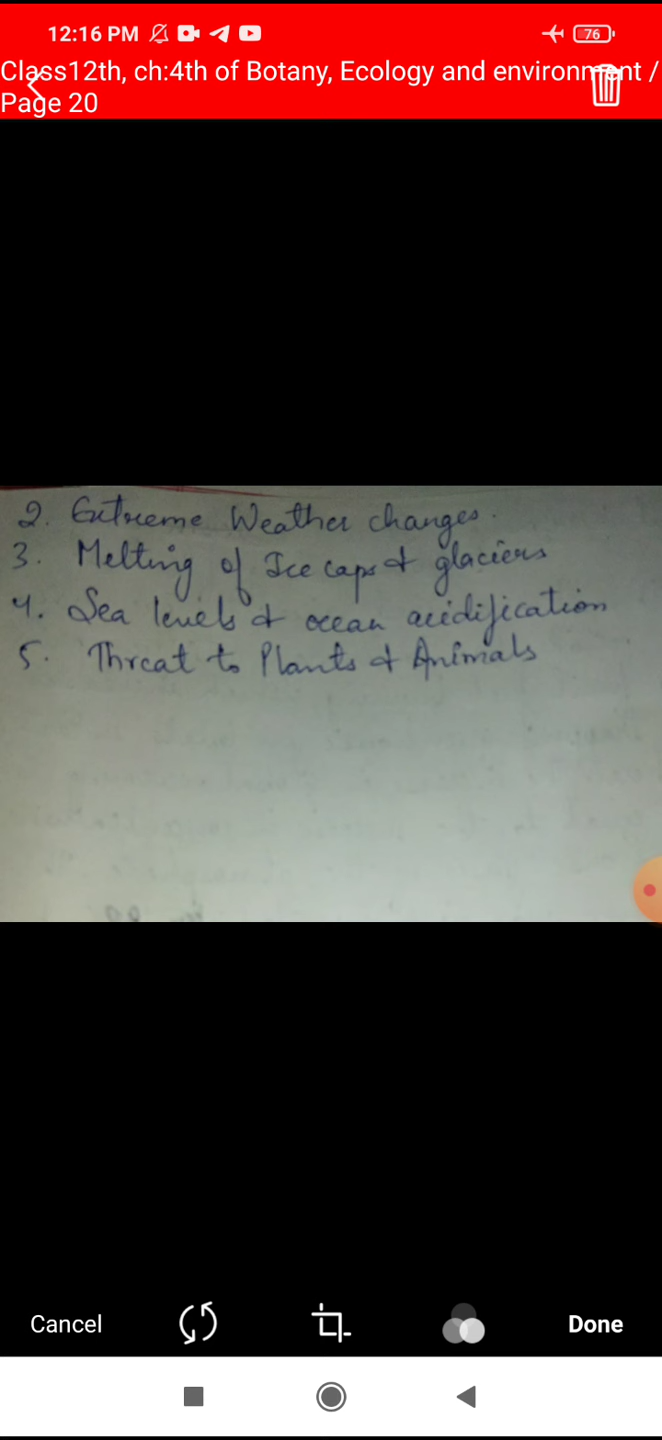 12:16 PM
76
Class12th, ch:4th of Botany, Ecology and environment /
Page 20
2. Extreme Weather changes.
3. Melting of Ice caps & glaciers
4. Sea levels & ocean acidification
5. Threat to Plants & Animals
Cancel
Done